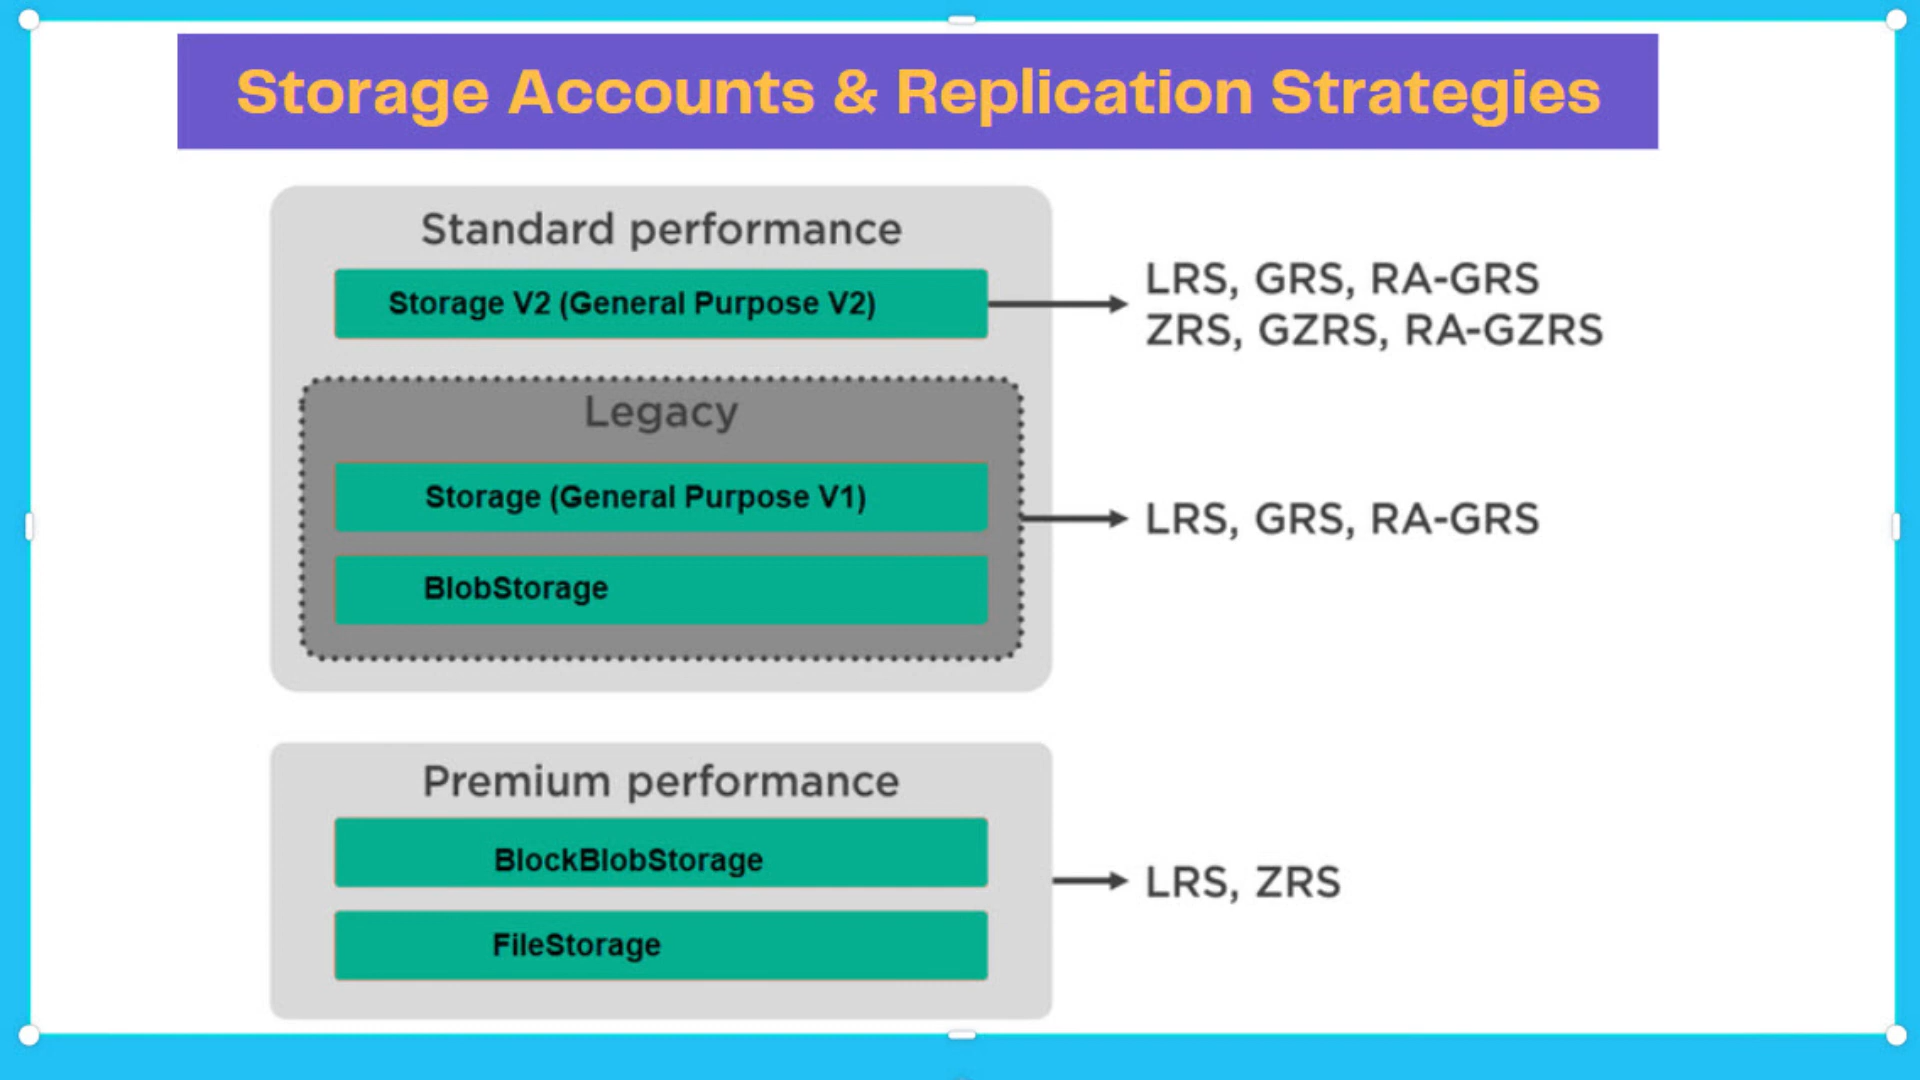 Storage Accounts & Replication Strategies
Standard performance
Storage V2 (General Purpose V2)
LRS, GRS, RA-GRS
ZRS, GZRS, RA-GZRS
Legacy
Storage (General Purpose V1)
BlobStorage
LRS, GRS, RA-GRS
Premium performance
BlockBlobStorage
FileStorage
LRS, ZRS